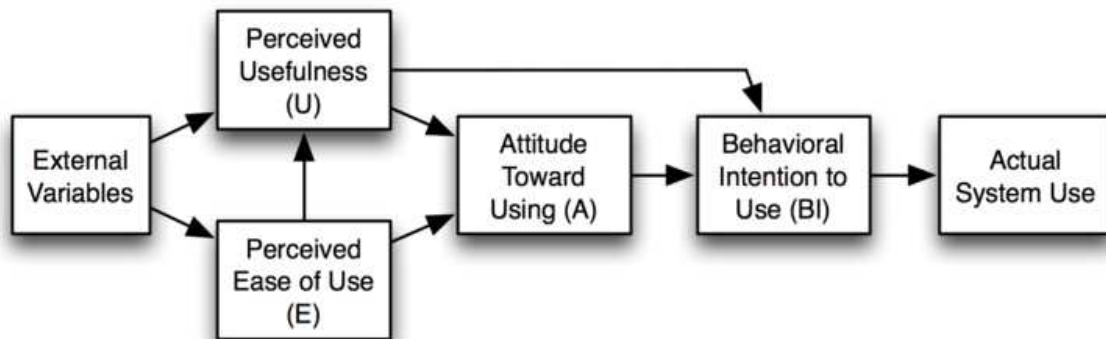 Perceived
Usefulness
(U)
External
Variables
Perceived
Ease of Use
(E)
Attitude
Toward
Using (A)
Behavioral
Intention to
Use (BI)
Actual
System Use